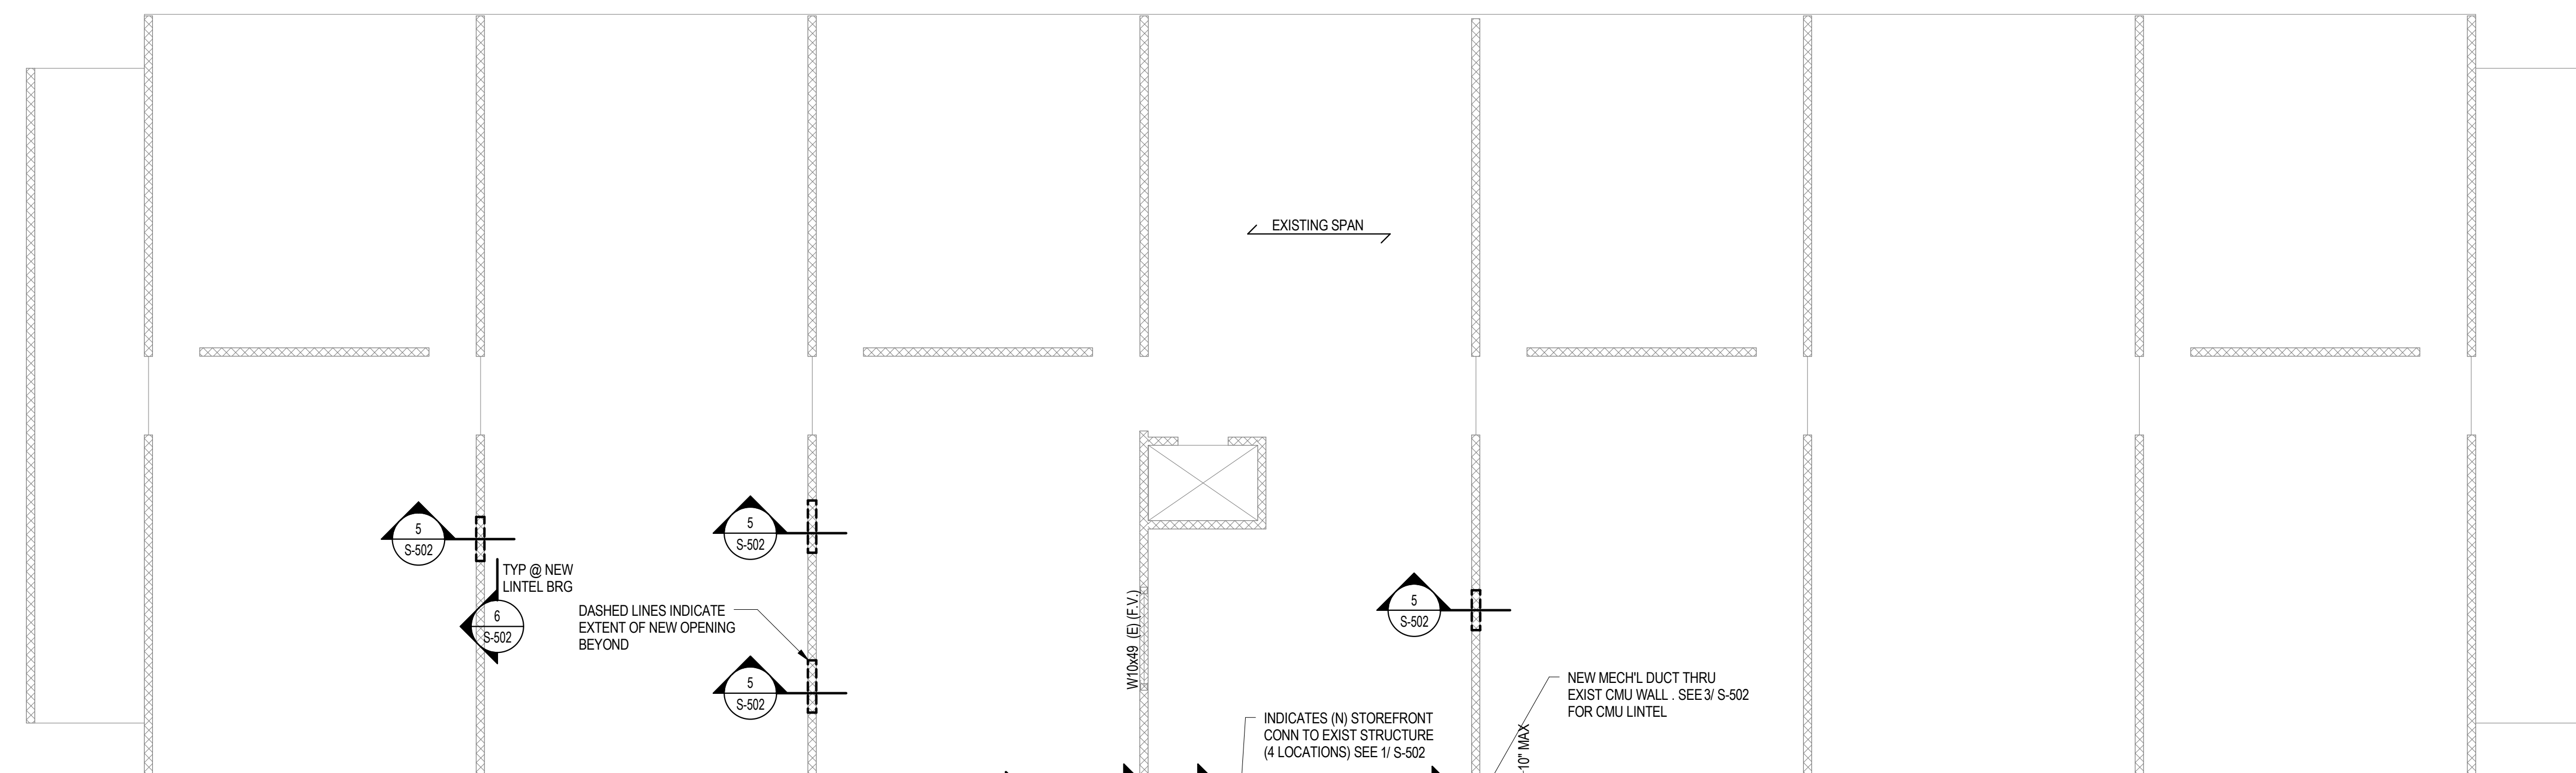 EXISTING SPAN
5
S-502
5
S-502
TYP @ NEW
LINTEL BRG
6
S-502
DASHED LINES INDICATE
EXTENT OF NEW OPENING
BEYOND
5
S-502
W10x49 (E) (F.V.)
5
S-502
NEW MECH'L DUCT THRU
EXIST CMU WALL . SEE 3/ S-502
FOR CMU LINTEL
INDICATES (N) STOREFRONT
CONN TO EXIST STRUCTURE
(4 LOCATIONS) SEE 1/ S-502
10" MAX